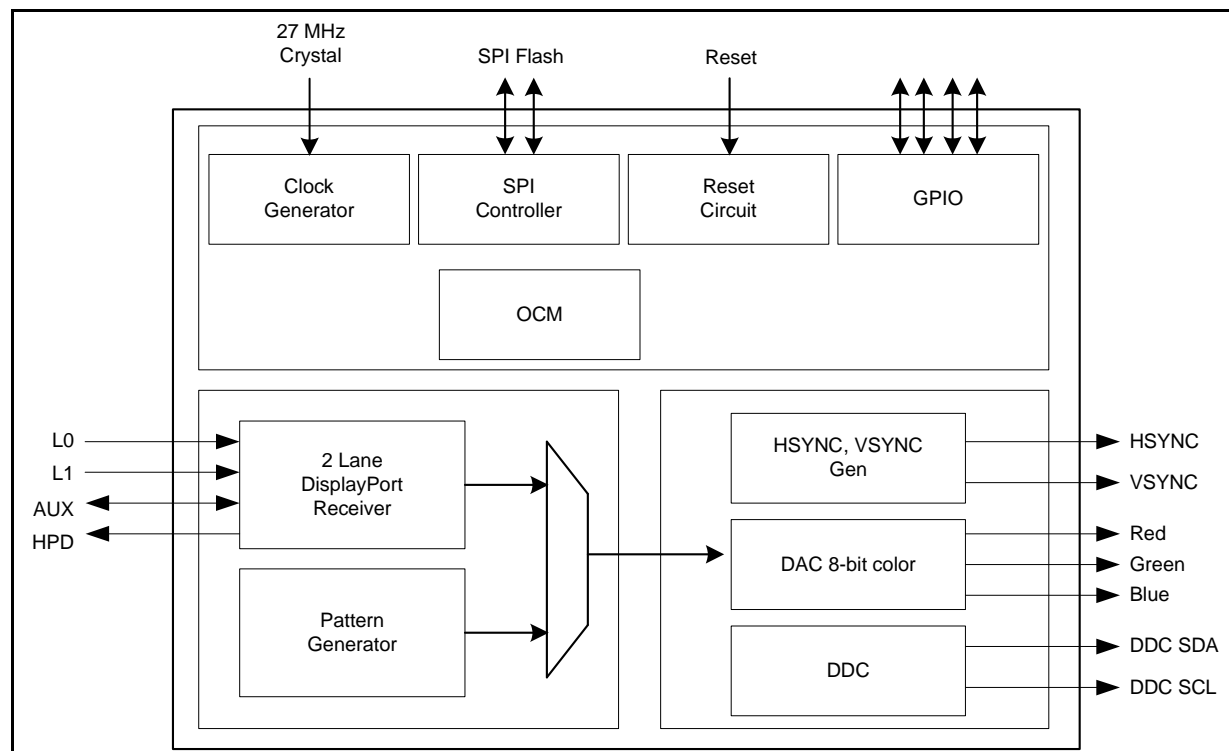 27 MHz
Crystal
SPI Flash
Reset
Clock
Generator
SPI
Controller
Reset
Circuit
GPIO
OCM
L0
L1
AUX
HPD
2 Lane
DisplayPort
Receiver
Pattern
Generator
HSYNC, VSYNC
Gen
DAC 8-bit color
DDC
HSYNC
VSYNC
Red
Green
Blue
DDC SDA
DDC SCL